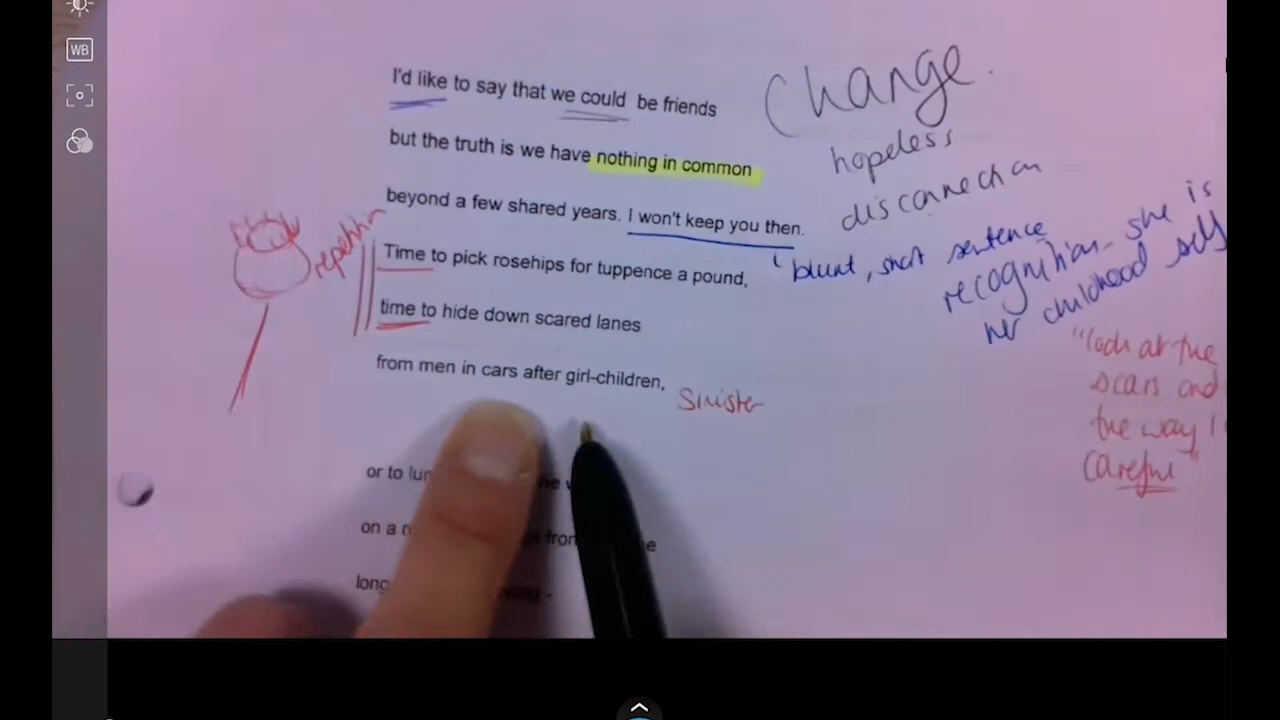 WB
I'd like to say that we could be friends
but the truth is we have nothing in common
beyond a few shared years. I won't keep you then.
Time to pick rosehips for tuppence a pound,
time to hide down scared lanes
from men in cars after girl-children,
or to
on a
long
Change.
hopeless
disconnection
blunt, short sentence
recognition - she is
her childhood self
"look at the
scars and
the way I
careful"
repetition
Sinister